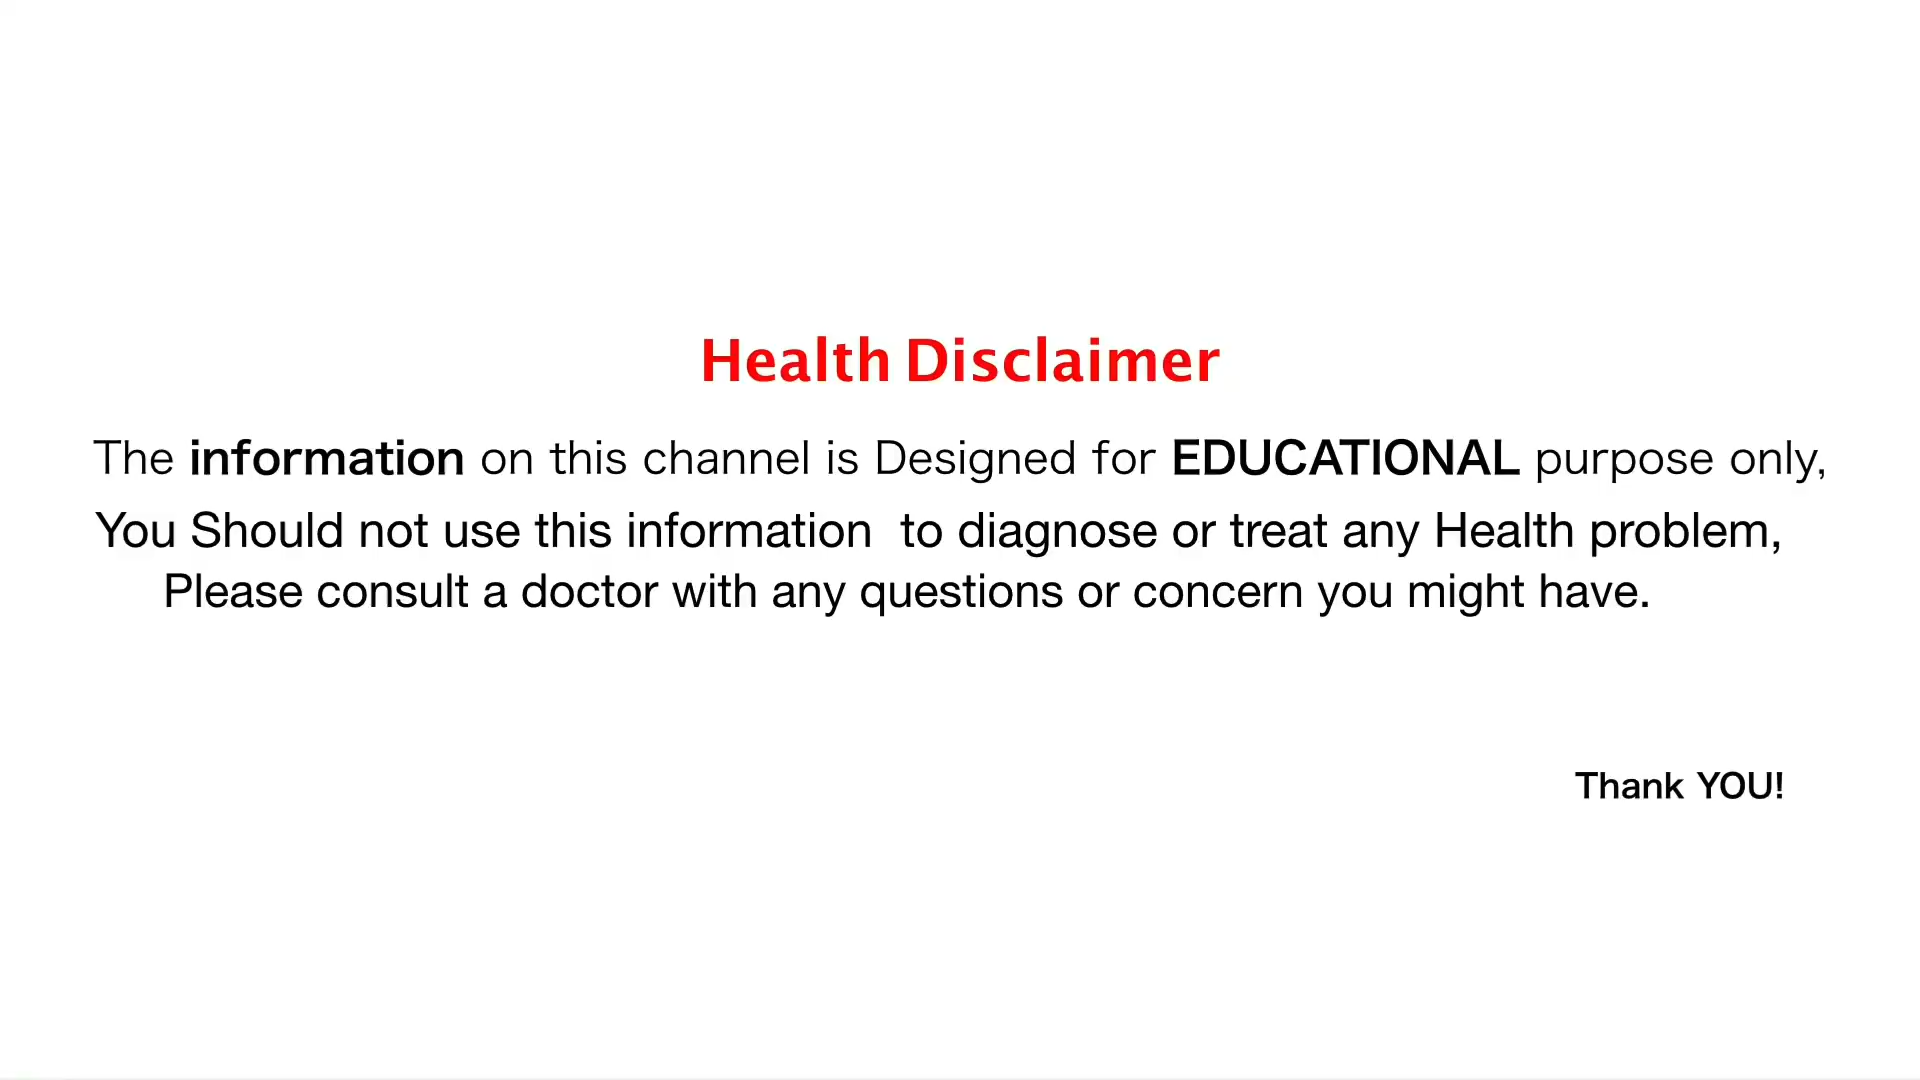 Health Disclaimer
The information on this channel is Designed for EDUCATIONAL purpose only,
You Should not use this information  to diagnose or treat any Health problem,
Please consult a doctor with any questions or concern you might have.
Thank YOU!